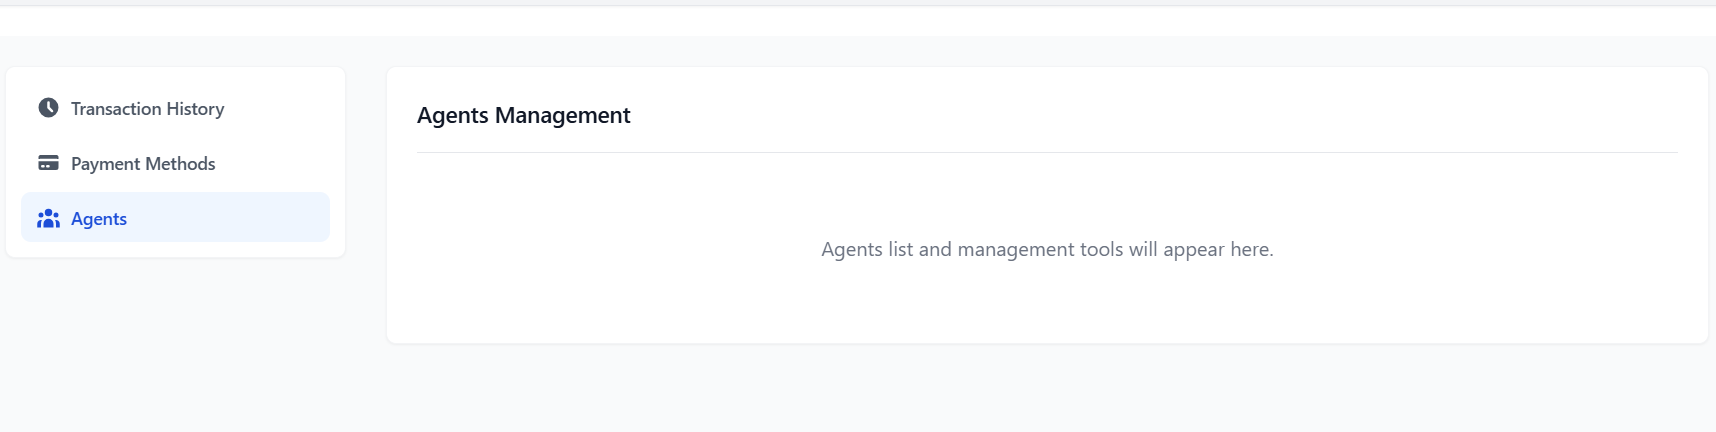 Transaction History
Payment Methods
Agents
Agents Management
Agents list and management tools will appear here.